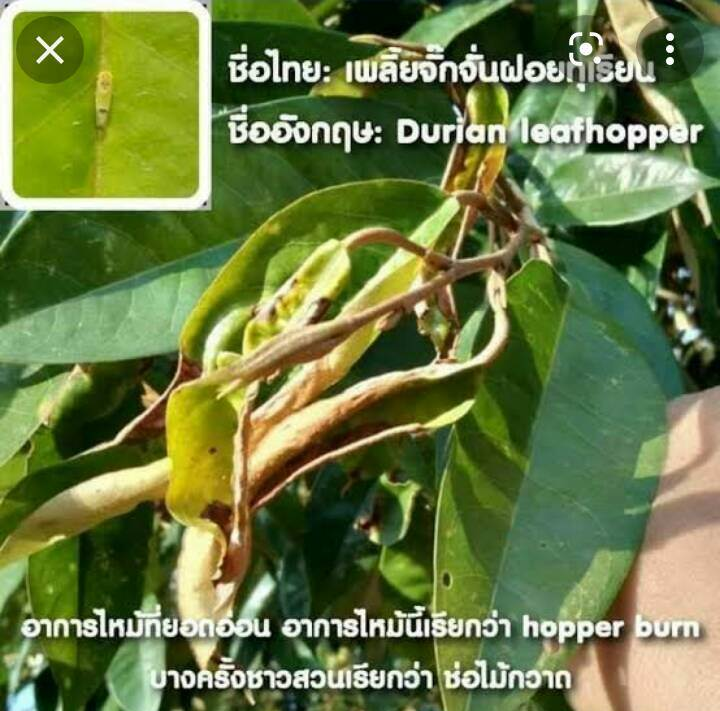 ชื่อไทย: เพลี้ยจั๊กจั่นฝอยทุเรียน
ชื่ออังกฤษ: Durian leafhopper
อาการไหม้ที่ยอดอ่อน อาการไหม้นี้เรียกว่า hopper burn
บางครั้งชาวสวนเรียกว่า ช่อไม้กวาด